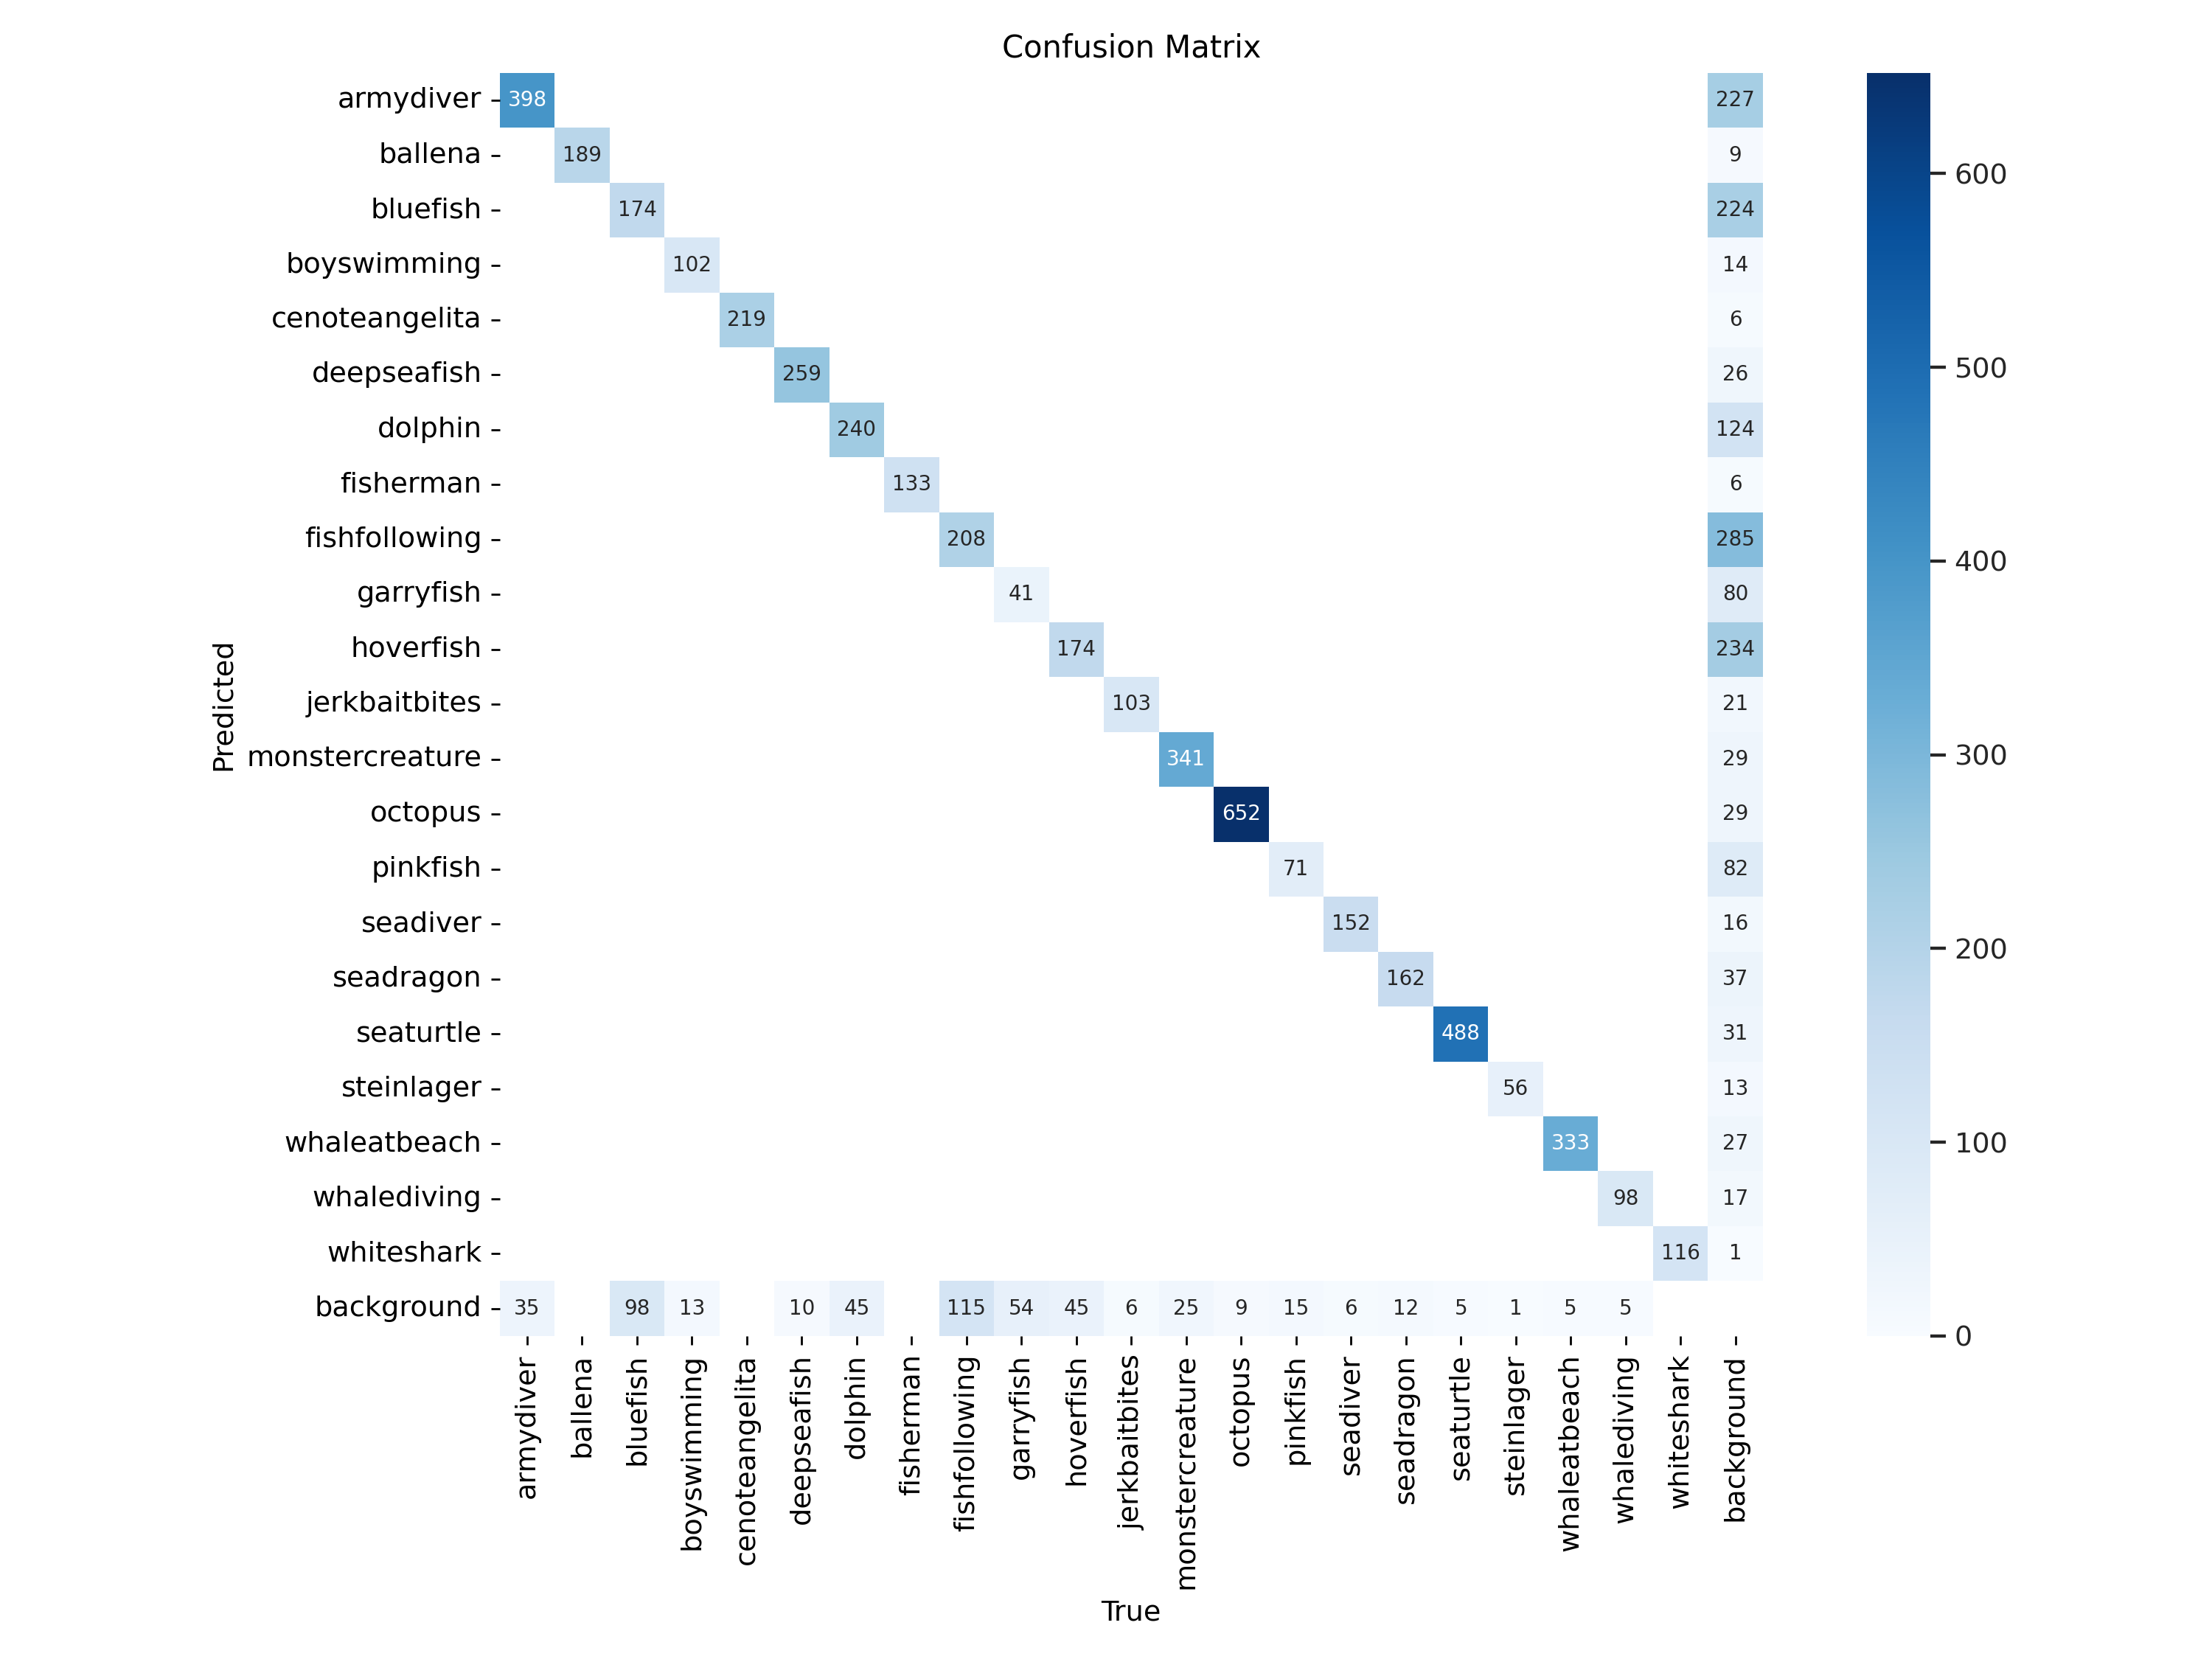 Confusion Matrix
armydiver 398 227
ballena 189 9
bluefish 174 224
boyswimming 102 14
cenoteangelita 219 6
deepseafish 259 26
dolphin 240 124
fisherman 133 6
fishfollowing 208 285
garryfish 41 80
hoverfish 174 234
jerkbaitbites 103 21
monstercreature 341 29
octopus 652 29
pinkfish 71 82
seadiver 152 16
seadragon 162 37
seaturtle 488 31
steinlager 56 13
whaleatbeach 333 27
whalediving 98 17
whiteshark 116 1
background 35 98 13 10 45 115 54 45 6 25 9 15 6 12 5 1 5 5
Predicted
armydiver
ballena
bluefish
boyswimming
cenoteangelita
deepseafish
dolphin
fisherman
fishfollowing
garryfish
hoverfish
jerkbaitbites
monstercreature
octopus
pinkfish
seadiver
seadragon
seaturtle
steinlager
whaleatbeach
whalediving
whiteshark
background
True
600
500
400
300
200
100
0